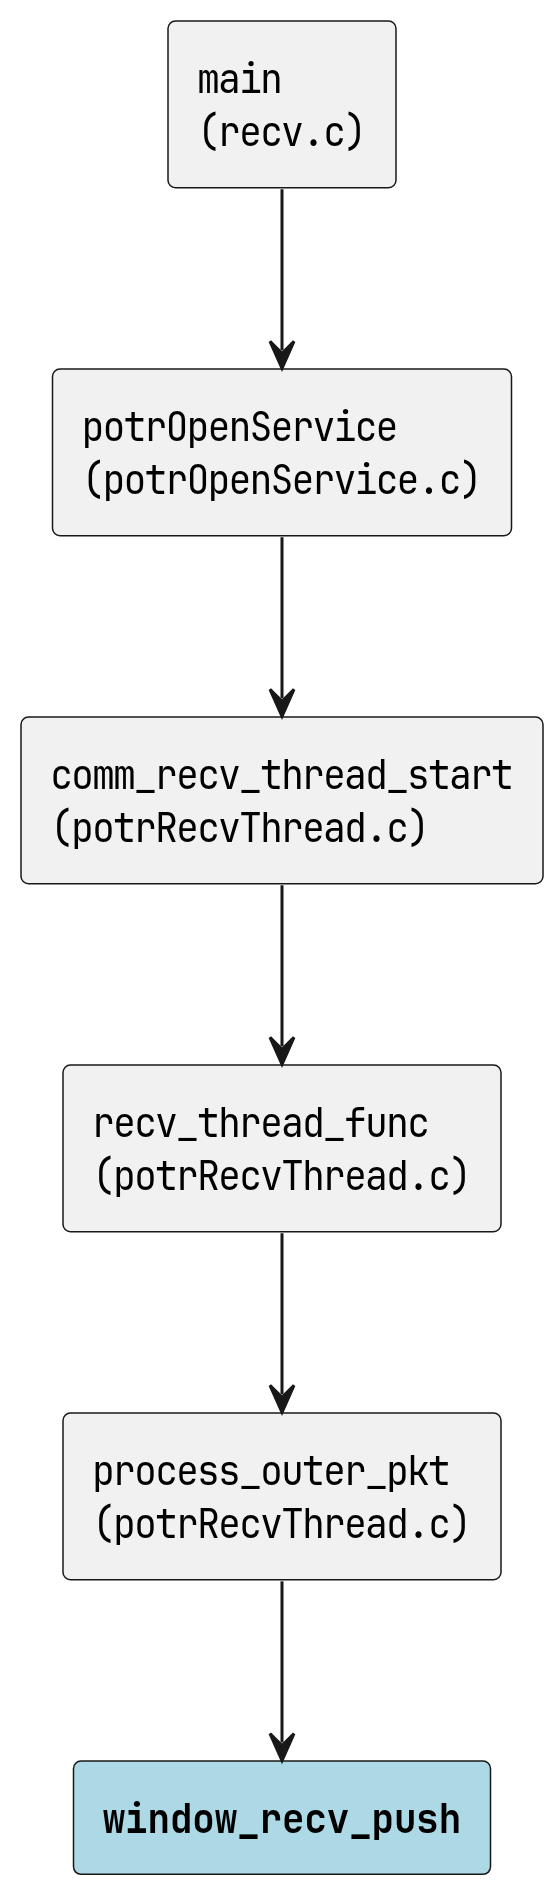 main
(recv.c)
potrOpenService
(potrOpenService.c)
comm_recv_thread_start
(potrRecvThread.c)
recv_thread_func
(potrRecvThread.c)
process_outer_pkt
(potrRecvThread.c)
window_recv_push